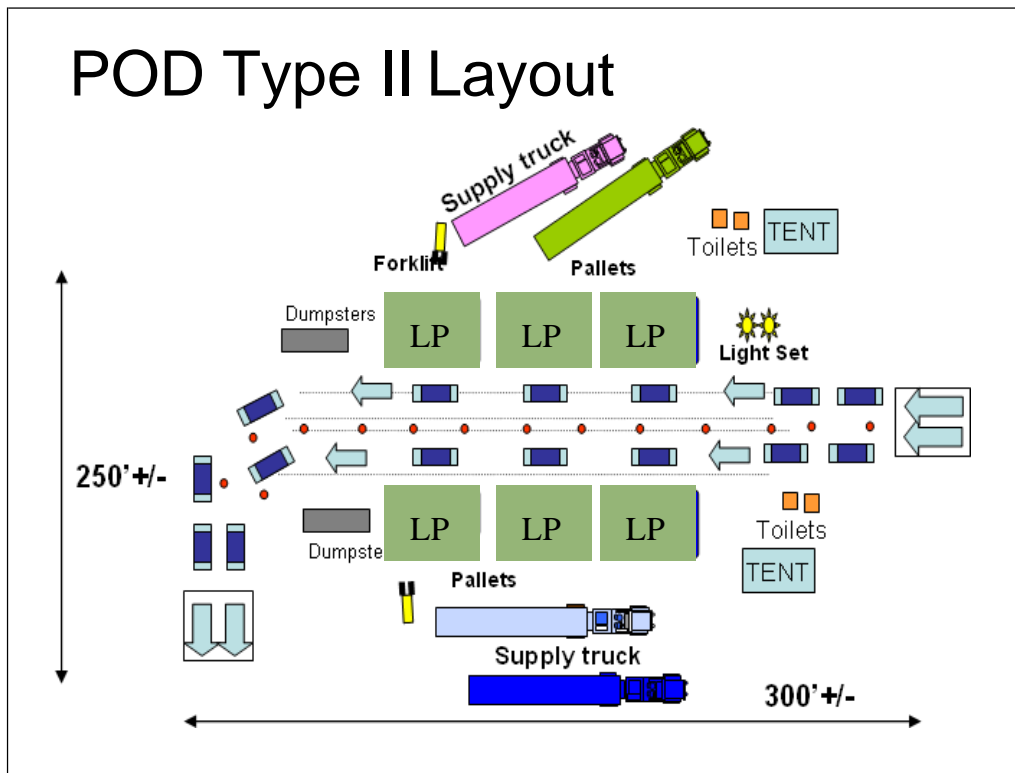 POD Type II Layout
Supply truck
Toilets
TENT
Forklift
Pallets
Dumpsters
LP
LP
LP
Light Set
250'+/-
LP
LP
LP
Dumpste
Toilets
TENT
Pallets
Supply truck
300'+/-